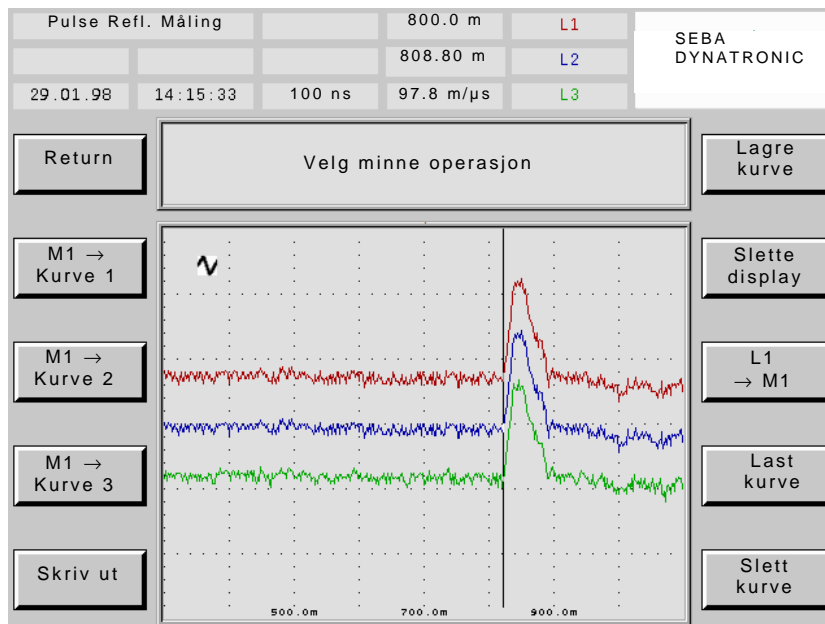 Pulse Refl. Måling
800.0 m
L1
808.80 m
L2
29.01.98
14:15:33
100 ns
97.8 m/µs
L3
SEBA
DYNATRONIC
Return
Velg minne operasjon
Lagre
kurve
M1 →
Kurve 1
Slette
display
M1 →
Kurve 2
L1
→ M1
M1 →
Kurve 3
Last
kurve
Skriv ut
Slett
kurve
500.0m
700.0m
900.0m